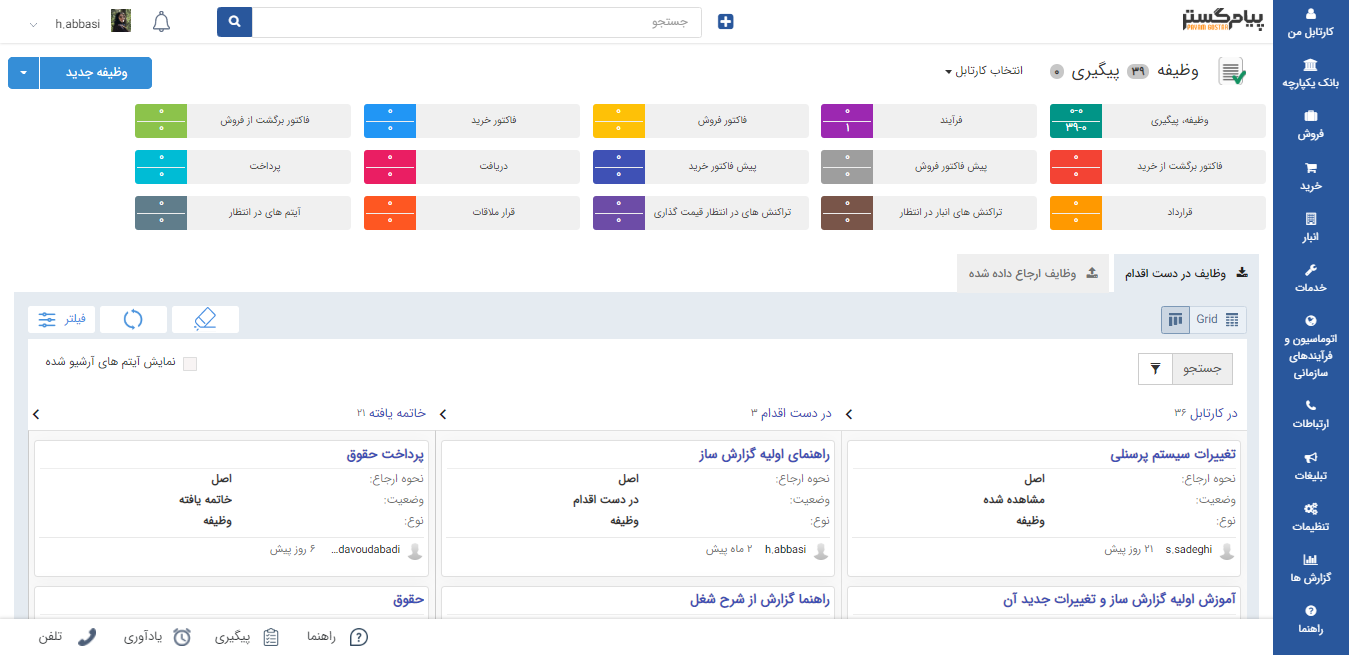 پیام گستر
PAYAM GOSTAR
جستجو
h.abbasi
کارتابل من
بانک یکپارچه
فروش
خرید
انبار
خدمات
اتوماسیون و
فرآیندهای
سازمانی
ارتباطات
تبلیغات
تنظیمات
گزارش ها
راهنما
وظیفه ۳۹ پیگیری ۰
انتخاب کارتابل
وظیفه جدید
وظیفه، پیگیری ۰-۰ ۳۹-۰
فرآیند ۰ ۱
فاکتور فروش ۰ ۰
فاکتور خرید ۰ ۰
فاکتور برگشت از فروش ۰ ۰
فاکتور برگشت از خرید ۰ ۰
پیش فاکتور فروش ۰ ۰
پیش فاکتور خرید ۰ ۰
دریافت ۰ ۰
پرداخت ۰ ۰
قرارداد ۰ ۰
تراکنش های انبار در انتظار ۰ ۰
تراکنش های در انتظار قیمت گذاری ۰ ۰
قرار ملاقات ۰ ۰
آیتم های در انتظار ۰ ۰
وظایف در دست اقدام
وظایف ارجاع داده شده
Grid
فیلتر
جستجو
نمایش آیتم های آرشیو شده
در کارتابل ۳۶
در دست اقدام ۳
خاتمه یافته ۲۱
تغییرات سیستم پرسنلی
نحوه ارجاع: اصل
وضعیت: مشاهده شده
نوع: وظیفه
s.sadeghi ۲۱ روز پیش
آموزش اولیه گزارش ساز و تغییرات جدید آن
راهنمای اولیه گزارش ساز
نحوه ارجاع: اصل
وضعیت: در دست اقدام
نوع: وظیفه
h.abbasi ۲ ماه پیش
راهنما گزارش از شرح شغل
پرداخت حقوق
نحوه ارجاع: اصل
وضعیت: خاتمه یافته
نوع: وظیفه
davoudabadi... ۶ روز پیش
حقوق
راهنما
پیگیری
یادآوری
تلفن